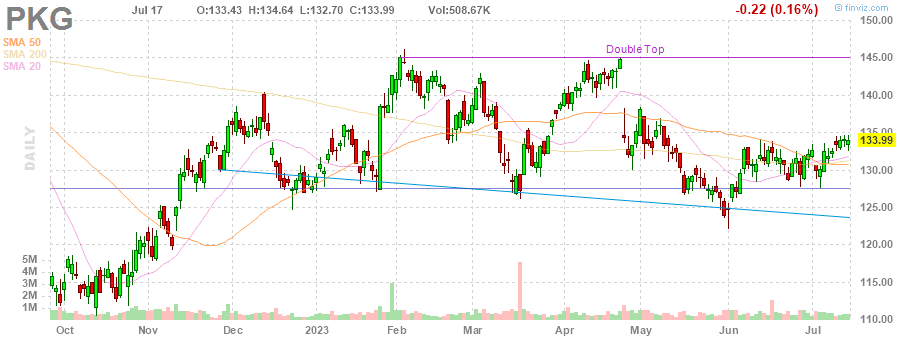 PKG
Jul 17 O:133.43 H:134.64 L:132.70 C:133.99 Vol:508.67K -0.22 (0.16%) © finviz.com
SMA 50
SMA 200
SMA 20
DAILY
Double Top
150.00
145.00
140.00
135.00
133.99
130.00
125.00
120.00
115.00
110.00
5M
4M
3M
2M
1M
Oct Nov Dec 2023 Feb Mar Apr May Jun Jul